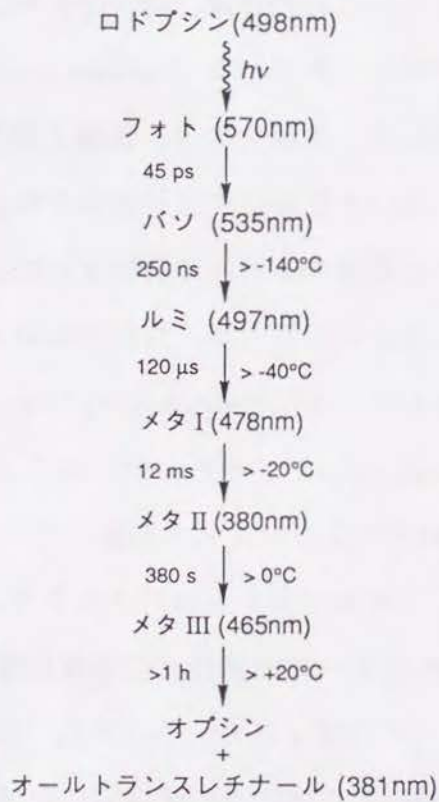 ロドプシン(498nm)
hν
フォト (570nm)
45 ps
バソ (535nm)
250 ns > -140°C
ルミ (497nm)
120 μs > -40°C
メタ I (478nm)
12 ms > -20°C
メタ II (380nm)
380 s > 0°C
メタ III (465nm)
>1 h > +20°C
オプシン
+
オールトランスレチナール (381nm)